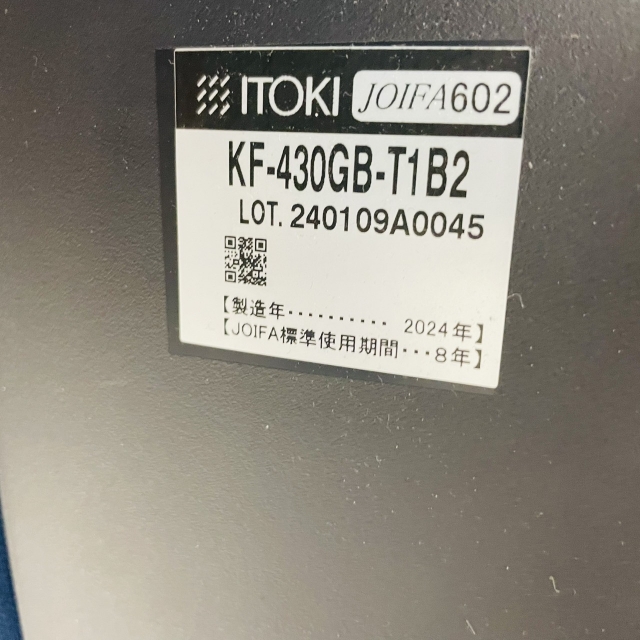 ITOKI JOIFA602
KF-430GB-T1B2
LOT. 240109A0045
【製造年.......... 2024年】
【JOIFA標準使用期間...8年】